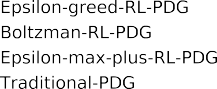 Epsilon-greed-RL-PDG
Boltzman-RL-PDG
Epsilon-max-plus-RL-PDG
Traditional-PDG